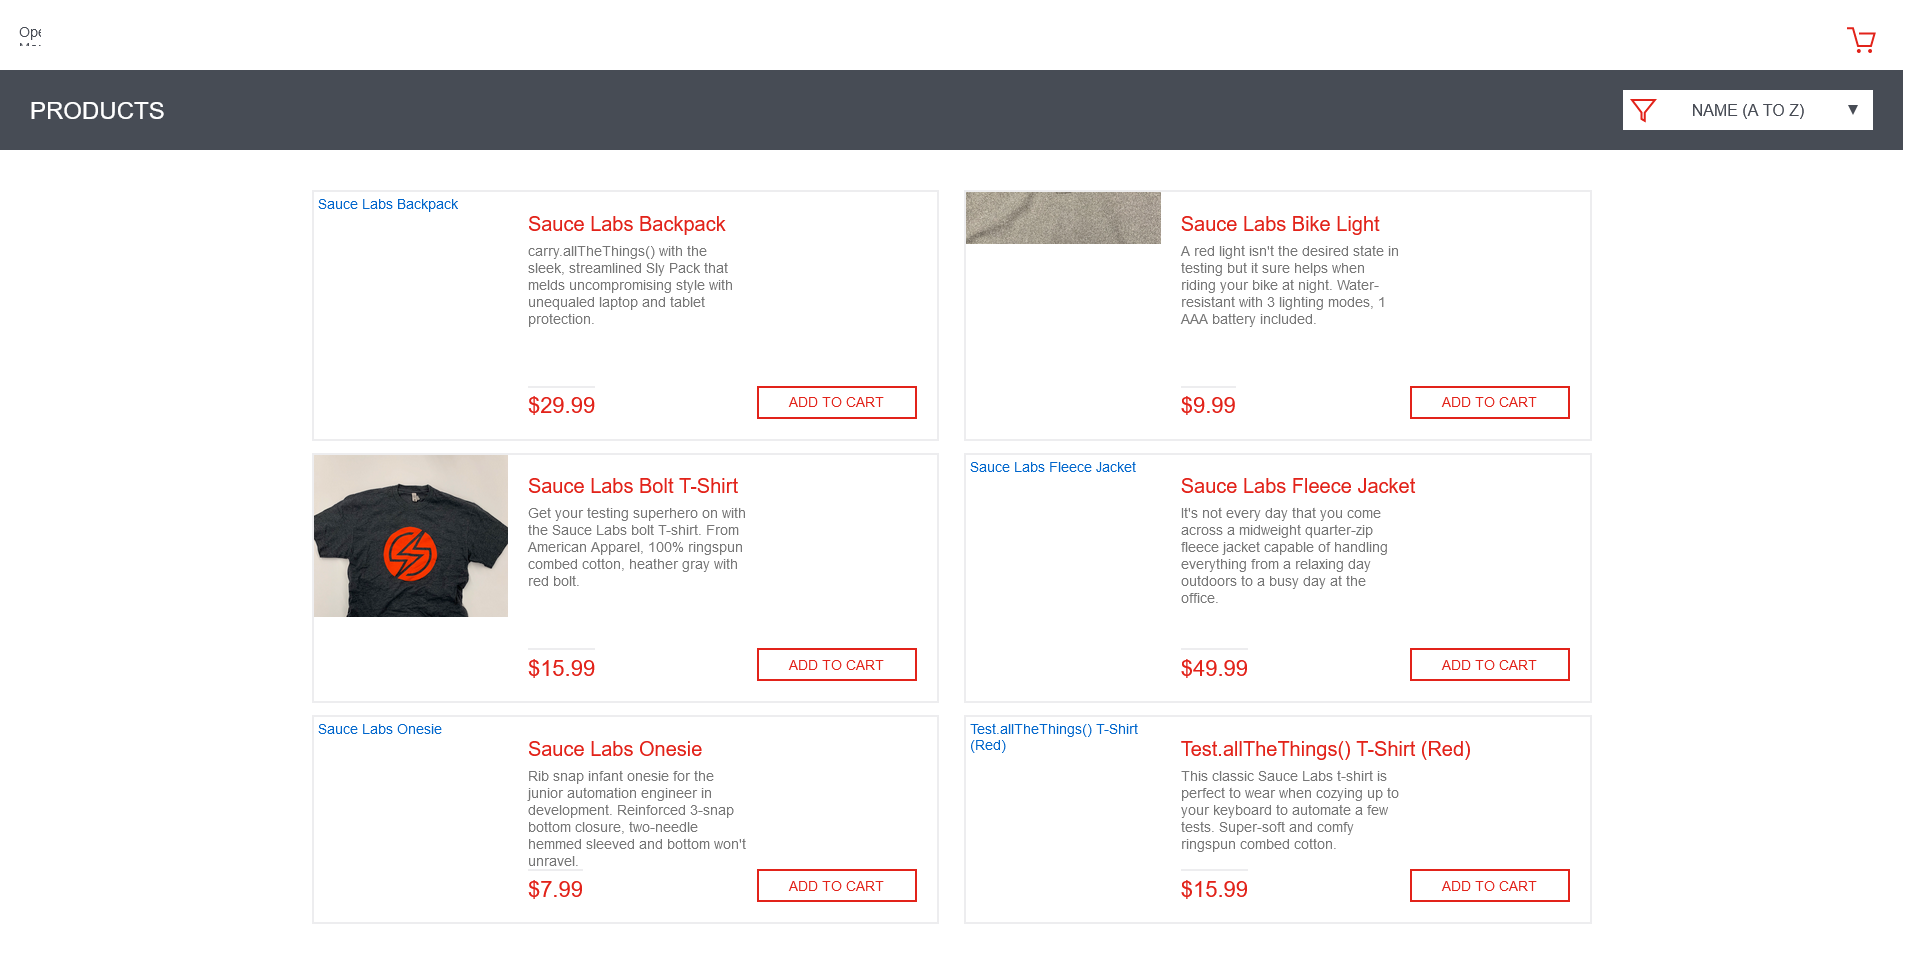 Ope
PRODUCTS
NAME (A TO Z)
Sauce Labs Backpack
Sauce Labs Backpack
carry.allTheThings() with the
sleek, streamlined Sly Pack that
melds uncompromising style with
unequaled laptop and tablet
protection.
$29.99
ADD TO CART
Sauce Labs Bike Light
A red light isn't the desired state in
testing but it sure helps when
riding your bike at night. Water-
resistant with 3 lighting modes, 1
AAA battery included.
$9.99
ADD TO CART
Sauce Labs Bolt T-Shirt
Get your testing superhero on with
the Sauce Labs bolt T-shirt. From
American Apparel, 100% ringspun
combed cotton, heather gray with
red bolt.
$15.99
ADD TO CART
Sauce Labs Fleece Jacket
Sauce Labs Fleece Jacket
It's not every day that you come
across a midweight quarter-zip
fleece jacket capable of handling
everything from a relaxing day
outdoors to a busy day at the
office.
$49.99
ADD TO CART
Sauce Labs Onesie
Sauce Labs Onesie
Rib snap infant onesie for the
junior automation engineer in
development. Reinforced 3-snap
bottom closure, two-needle
hemmed sleeved and bottom won't
unravel.
$7.99
ADD TO CART
Test.allTheThings() T-Shirt
(Red)
Test.allTheThings() T-Shirt (Red)
This classic Sauce Labs t-shirt is
perfect to wear when cozying up to
your keyboard to automate a few
tests. Super-soft and comfy
ringspun combed cotton.
$15.99
ADD TO CART